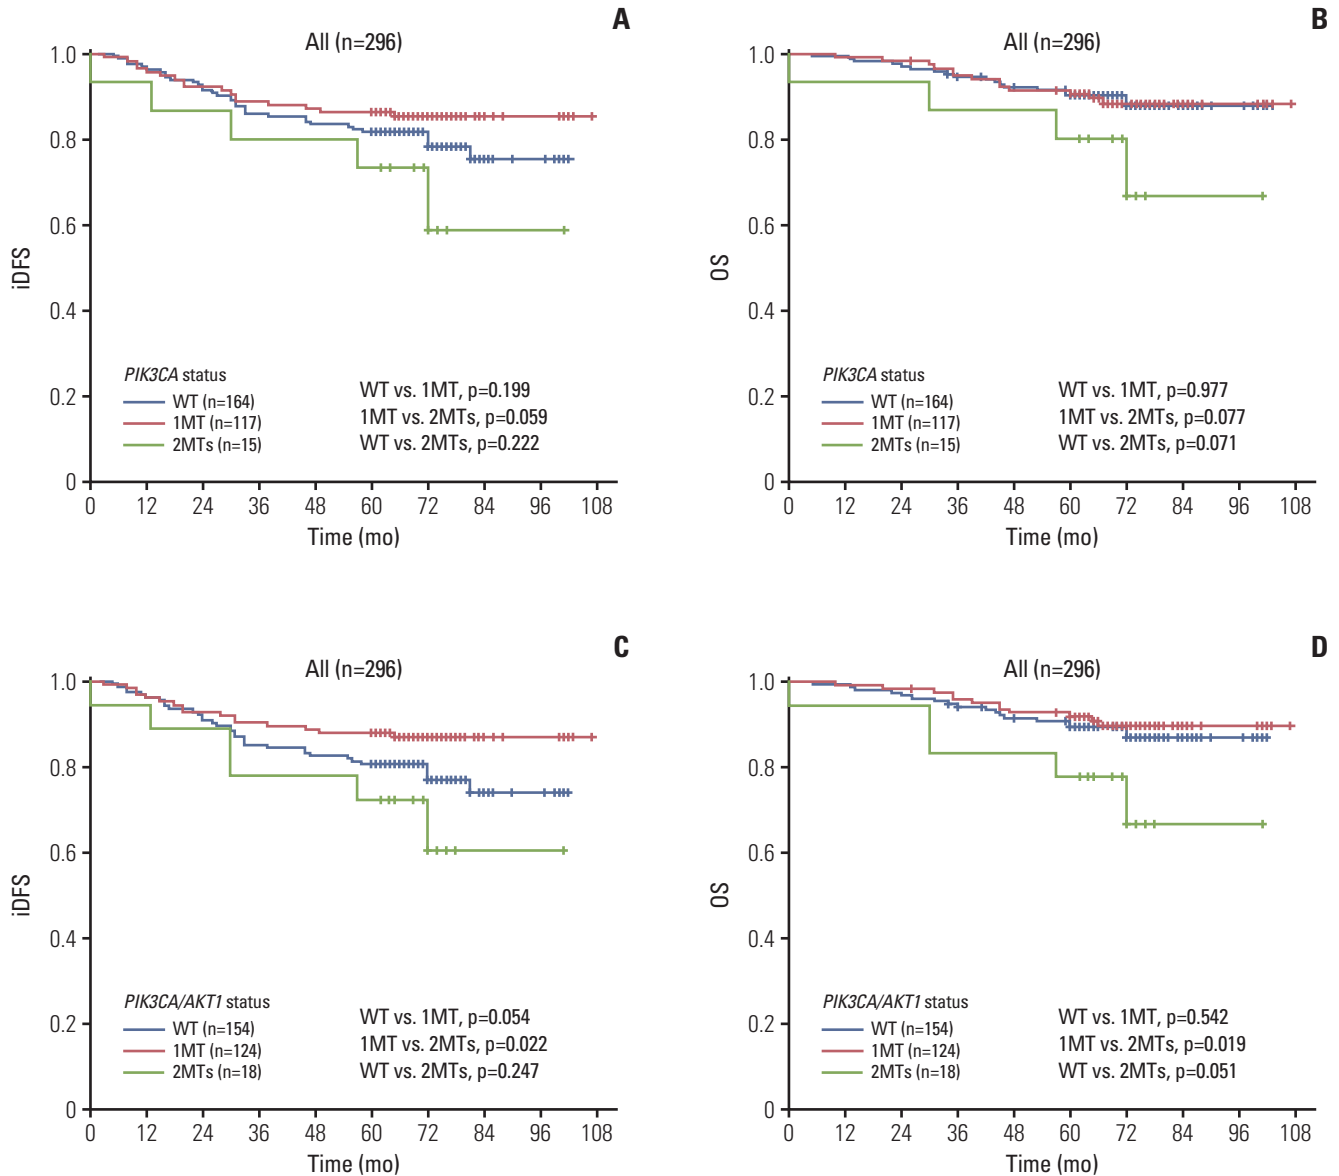 A
All (n=296)
1.0
0.8
0.6
0.4
0.2
0
iDFS
PIK3CA status
WT (n=164)
1MT (n=117)
2MTs (n=15)
WT vs. 1MT, p=0.199
1MT vs. 2MTs, p=0.059
WT vs. 2MTs, p=0.222
0 12 24 36 48 60 72 84 96 108
Time (mo)
B
All (n=296)
1.0
0.8
0.6
0.4
0.2
0
OS
PIK3CA status
WT (n=164)
1MT (n=117)
2MTs (n=15)
WT vs. 1MT, p=0.977
1MT vs. 2MTs, p=0.077
WT vs. 2MTs, p=0.071
0 12 24 36 48 60 72 84 96 108
Time (mo)
C
All (n=296)
1.0
0.8
0.6
0.4
0.2
0
iDFS
PIK3CA/AKT1 status
WT (n=154)
1MT (n=124)
2MTs (n=18)
WT vs. 1MT, p=0.054
1MT vs. 2MTs, p=0.022
WT vs. 2MTs, p=0.247
0 12 24 36 48 60 72 84 96 108
Time (mo)
D
All (n=296)
1.0
0.8
0.6
0.4
0.2
0
OS
PIK3CA/AKT1 status
WT (n=154)
1MT (n=124)
2MTs (n=18)
WT vs. 1MT, p=0.542
1MT vs. 2MTs, p=0.019
WT vs. 2MTs, p=0.051
0 12 24 36 48 60 72 84 96 108
Time (mo)